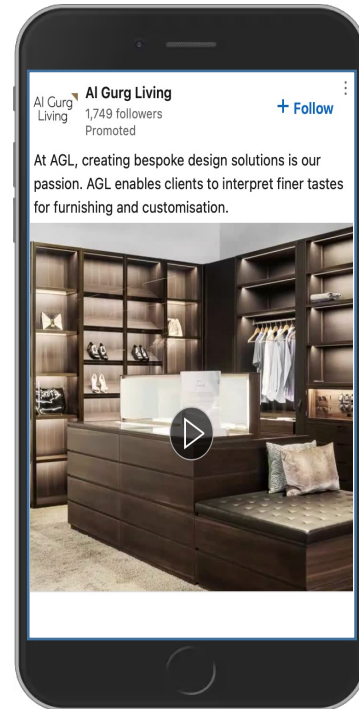 Al Gurg
Living
Al Gurg Living
1,749 followers
Promoted
+ Follow
At AGL, creating bespoke design solutions is our
passion. AGL enables clients to interpret finer tastes
for furnishing and customisation.